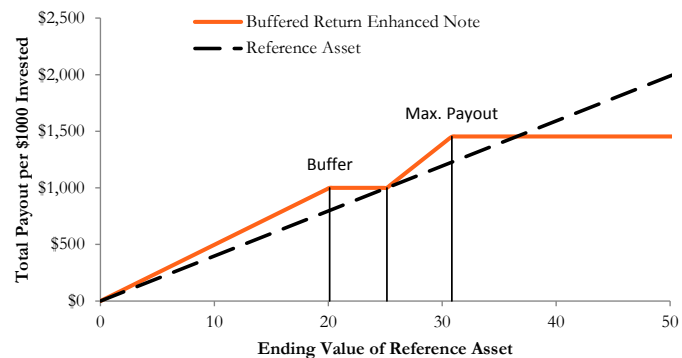 Buffered Return Enhanced Note
Reference Asset
Total Payout per $1000 Invested
$2,500
$2,000
$1,500
$1,000
$500
$0
Max. Payout
Buffer
0
10
20
30
40
50
Ending Value of Reference Asset